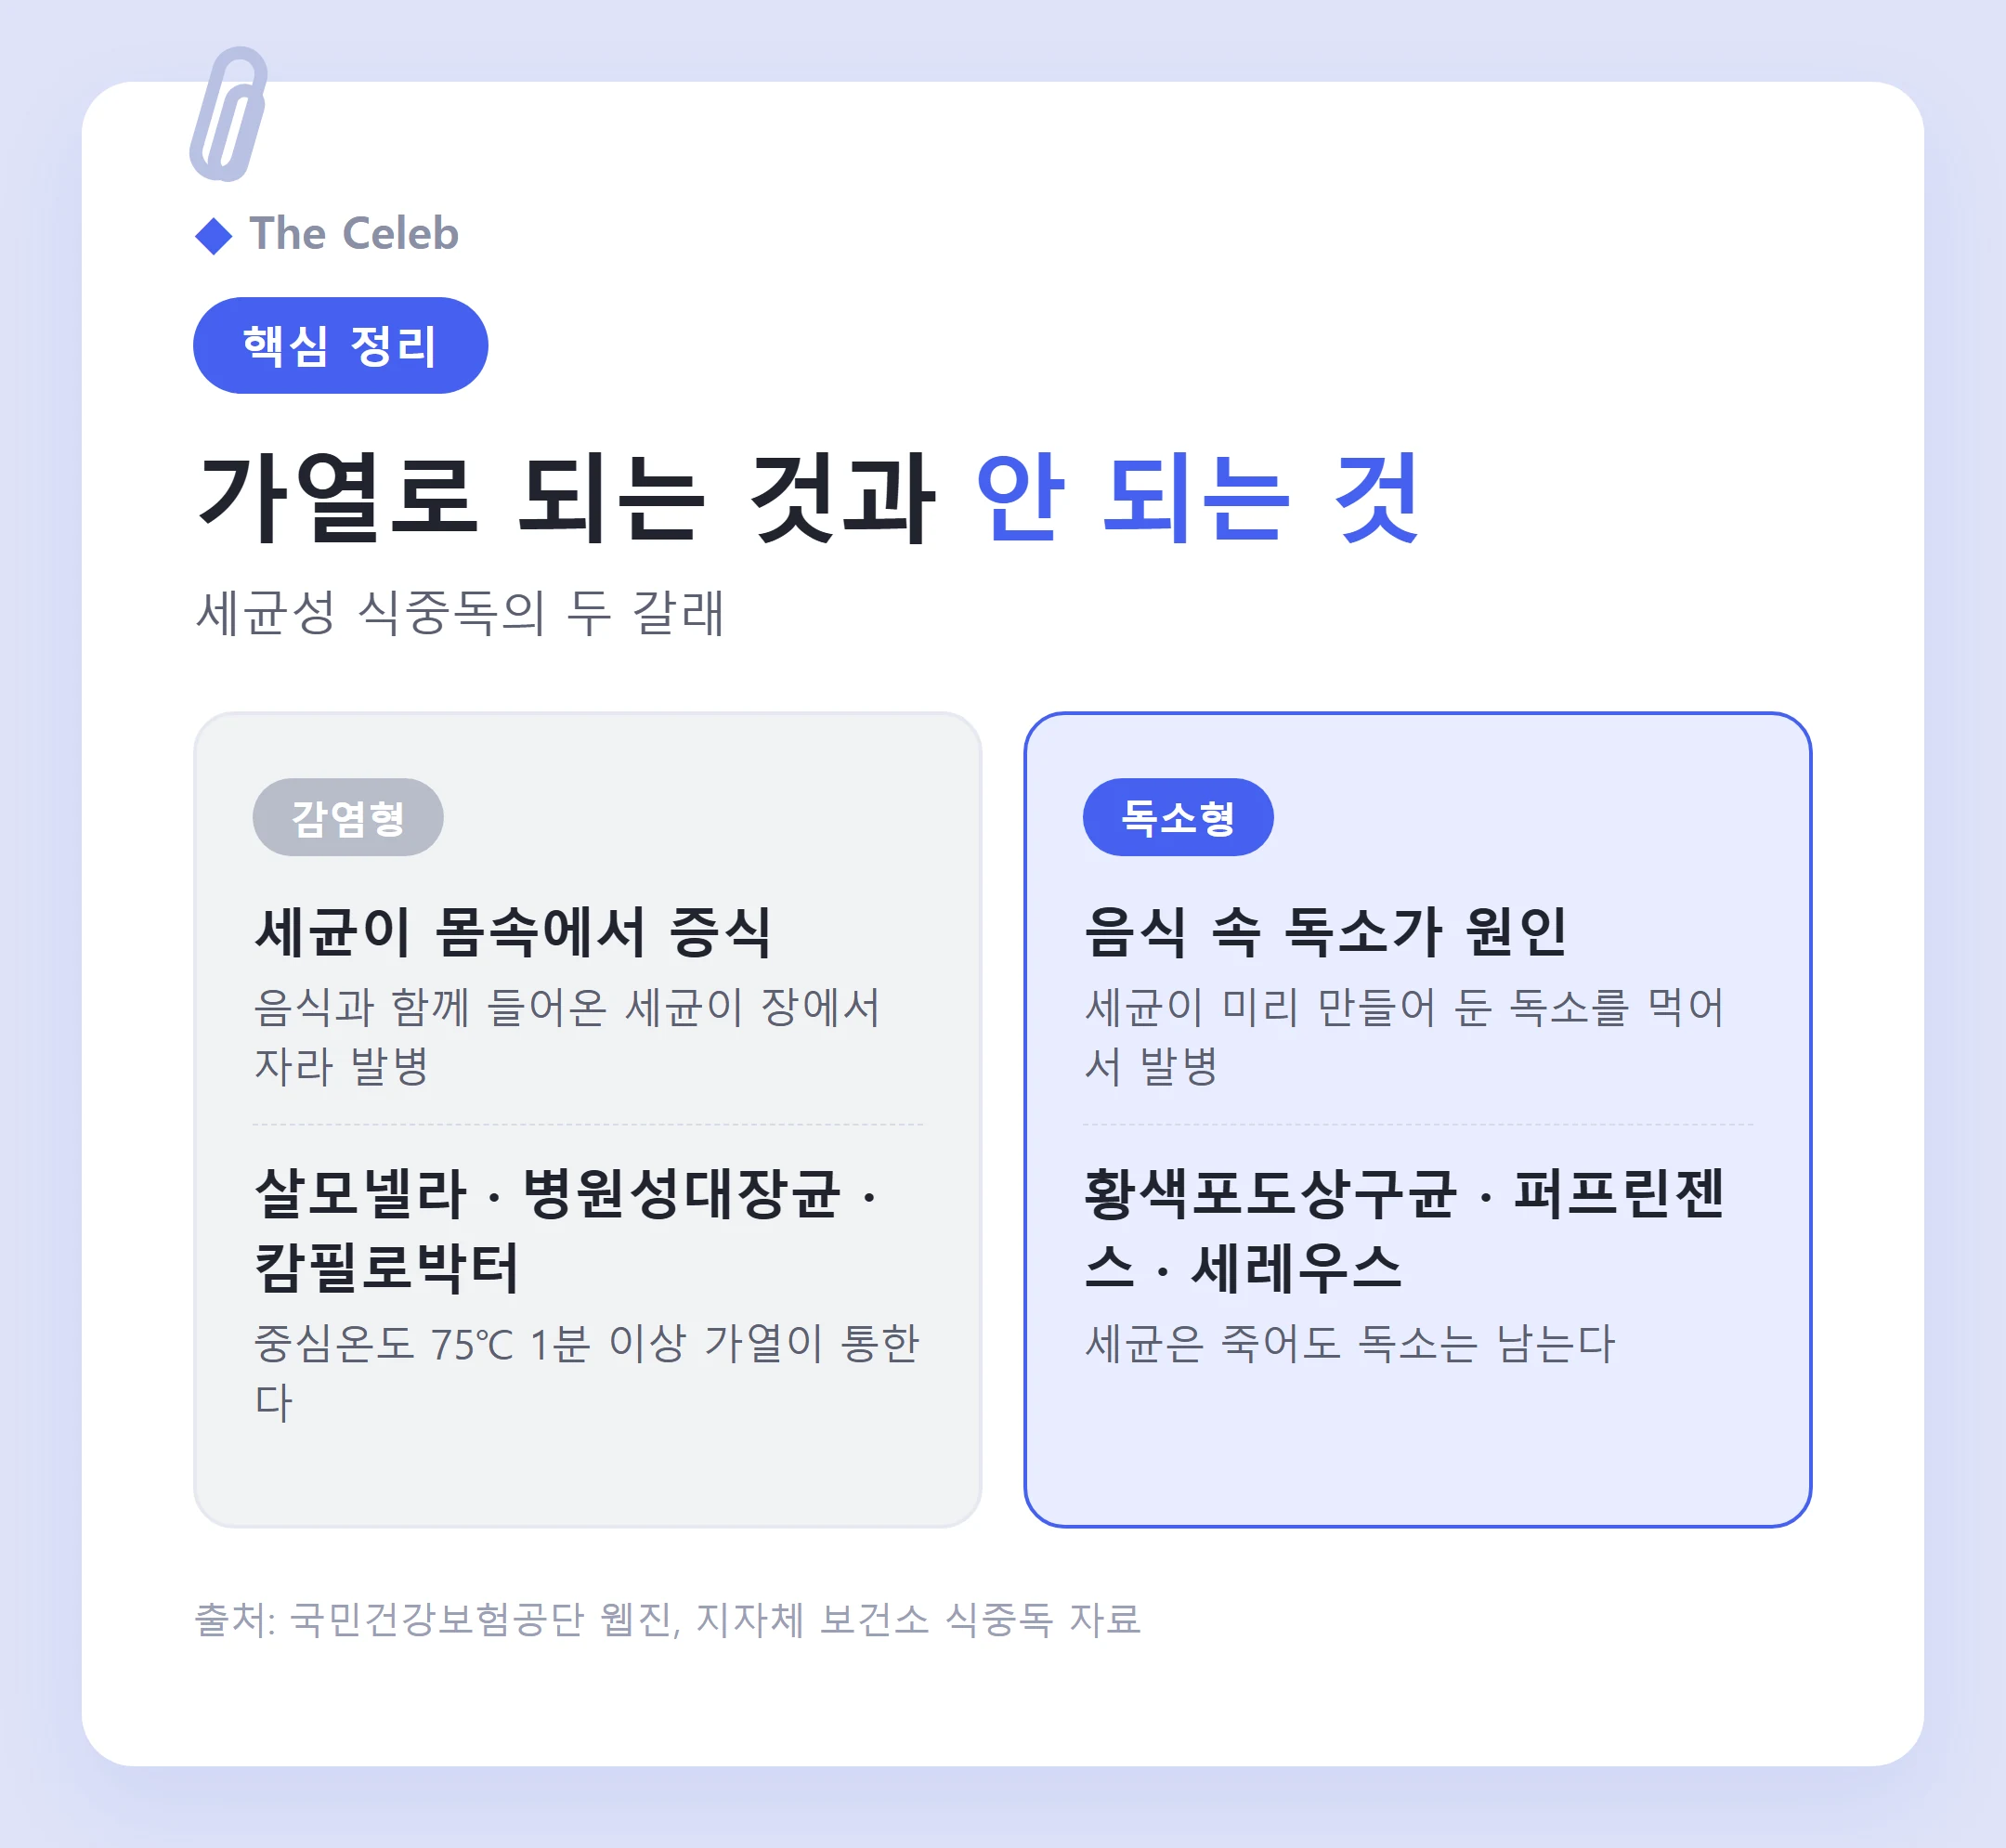 The Celeb
핵심 정리
가열로 되는 것과 안 되는 것
세균성 식중독의 두 갈래
감염형
세균이 몸속에서 증식
음식과 함께 들어온 세균이 장에서
자라 발병
살모넬라 · 병원성대장균 ·
캄필로박터
중심온도 75℃ 1분 이상 가열이 통한
다
독소형
음식 속 독소가 원인
세균이 미리 만들어 둔 독소를 먹어
서 발병
황색포도상구균 · 퍼프린젠
스 · 세레우스
세균은 죽어도 독소는 남는다
출처: 국민건강보험공단 웹진, 지자체 보건소 식중독 자료